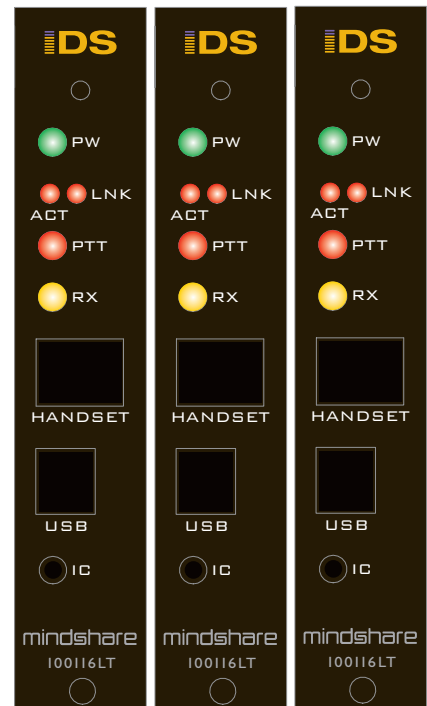 IDS IDS IDS
PW PW PW
LNK LNK LNK
ACT ACT ACT
PTT PTT PTT
RX RX RX
HANDSET HANDSET HANDSET
USB USB USB
IC IC IC
mindshare mindshare mindshare
100116LT 100116LT 100116LT